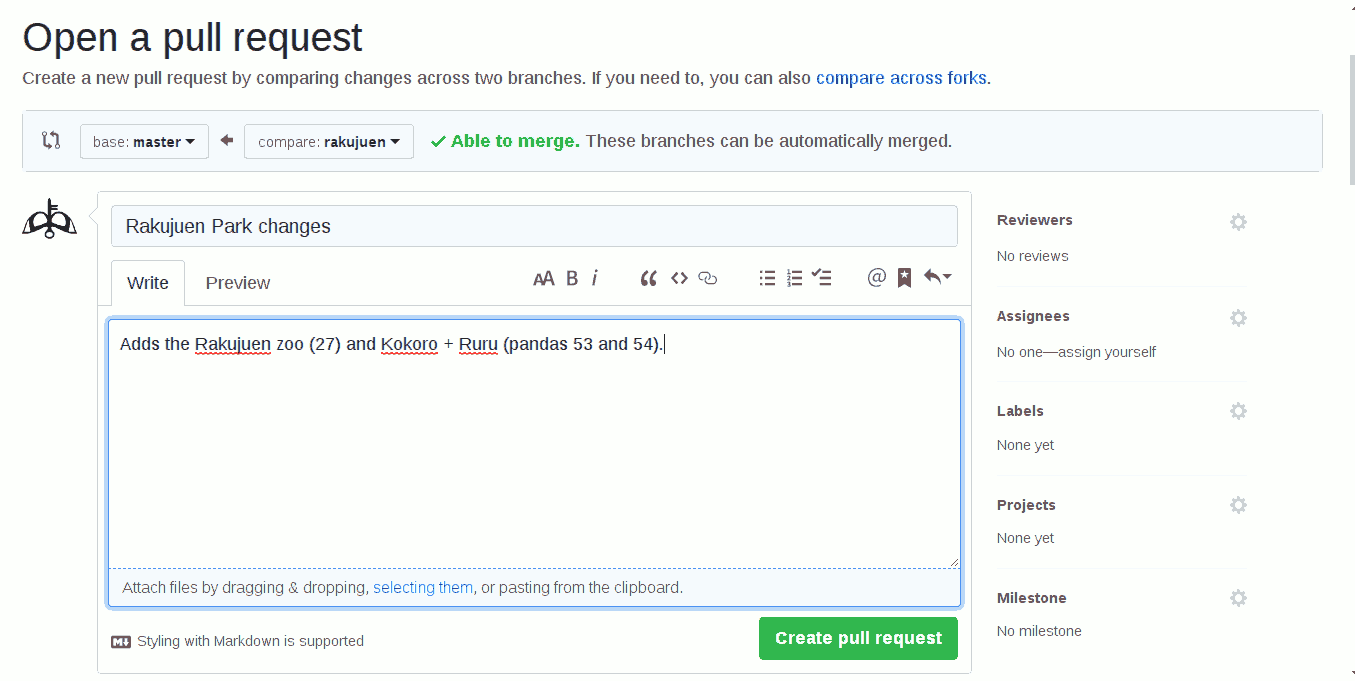 Open a pull request
Create a new pull request by comparing changes across two branches. If you need to, you can also compare across forks.
base: master compare: rakujuen Able to merge. These branches can be automatically merged.
Rakujuen Park changes
Write Preview
AA B i
Adds the Rakujuen zoo (27) and Kokoro + Ruru (pandas 53 and 54).
Attach files by dragging & dropping, selecting them, or pasting from the clipboard.
Styling with Markdown is supported
Create pull request
Reviewers
No reviews
Assignees
No one—assign yourself
Labels
None yet
Projects
None yet
Milestone
No milestone